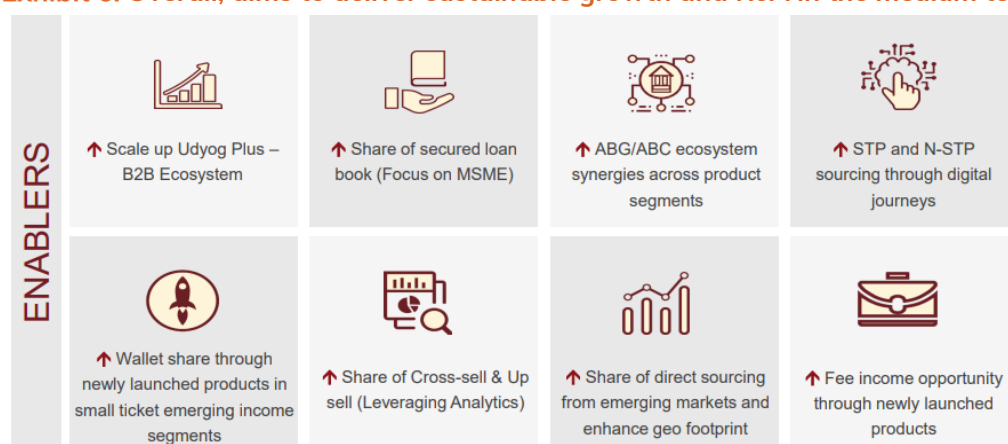 ENABLERS
↑ Scale up Udyog Plus –
B2B Ecosystem
↑ Share of secured loan
book (Focus on MSME)
↑ ABG/ABC ecosystem
synergies across product
segments
↑ STP and N-STP
sourcing through digital
journeys
↑ Wallet share through
newly launched products in
small ticket emerging income
segments
↑ Share of Cross-sell & Up
sell (Leveraging Analytics)
↑ Share of direct sourcing
from emerging markets and
enhance geo footprint
↑ Fee income opportunity
through newly launched
products